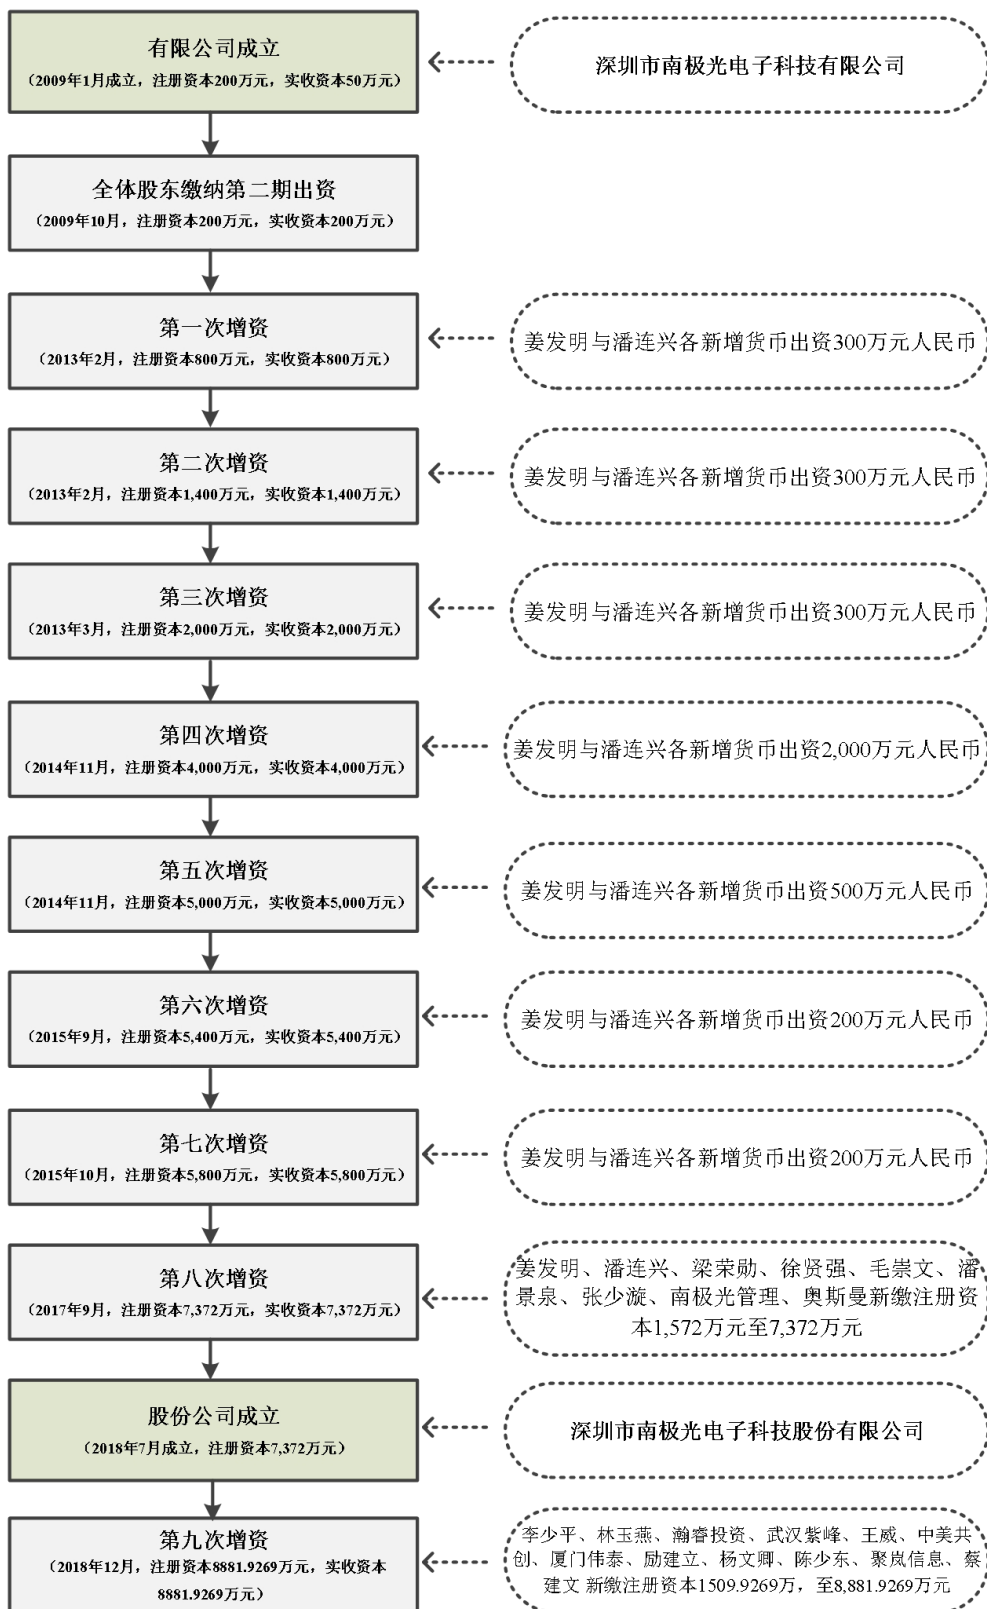 有限公司成立
（2009年1月成立，注册资本200万元，实收资本50万元）
深圳市南极光电子科技有限公司
全体股东缴纳第二期出资
（2009年10月，注册资本200万元，实收资本200万元）
第一次增资
（2013年2月，注册资本800万元，实收资本800万元）
姜发明与潘连兴各新增货币出资300万元人民币
第二次增资
（2013年2月，注册资本1,400万元，实收资本1,400万元）
姜发明与潘连兴各新增货币出资300万元人民币
第三次增资
（2013年3月，注册资本2,000万元，实收资本2,000万元）
姜发明与潘连兴各新增货币出资300万元人民币
第四次增资
（2014年11月，注册资本4,000万元，实收资本4,000万元）
姜发明与潘连兴各新增货币出资2,000万元人民币
第五次增资
（2014年11月，注册资本5,000万元，实收资本5,000万元）
姜发明与潘连兴各新增货币出资500万元人民币
第六次增资
（2015年9月，注册资本5,400万元，实收资本5,400万元）
姜发明与潘连兴各新增货币出资200万元人民币
第七次增资
（2015年10月，注册资本5,800万元，实收资本5,800万元）
姜发明与潘连兴各新增货币出资200万元人民币
第八次增资
（2017年9月，注册资本7,372万元，实收资本7,372万元）
姜发明、潘连兴、梁荣勋、徐贤强、毛崇文、潘
景泉、张少漩、南极光管理、奥斯曼新缴注册资
本1,572万元至7,372万元
股份公司成立
（2018年7月成立，注册资本7,372万元）
深圳市南极光电子科技股份有限公司
第九次增资
（2018年12月，注册资本8881.9269万元，实收资本
8881.9269万元）
李少平、林玉燕、瀚睿投资、武汉紫峰、王威、中美共
创、厦门伟泰、励建立、杨文卿、陈少东、聚岚信息、蔡
建文 新缴注册资本1509.9269万，至8,881.9269万元